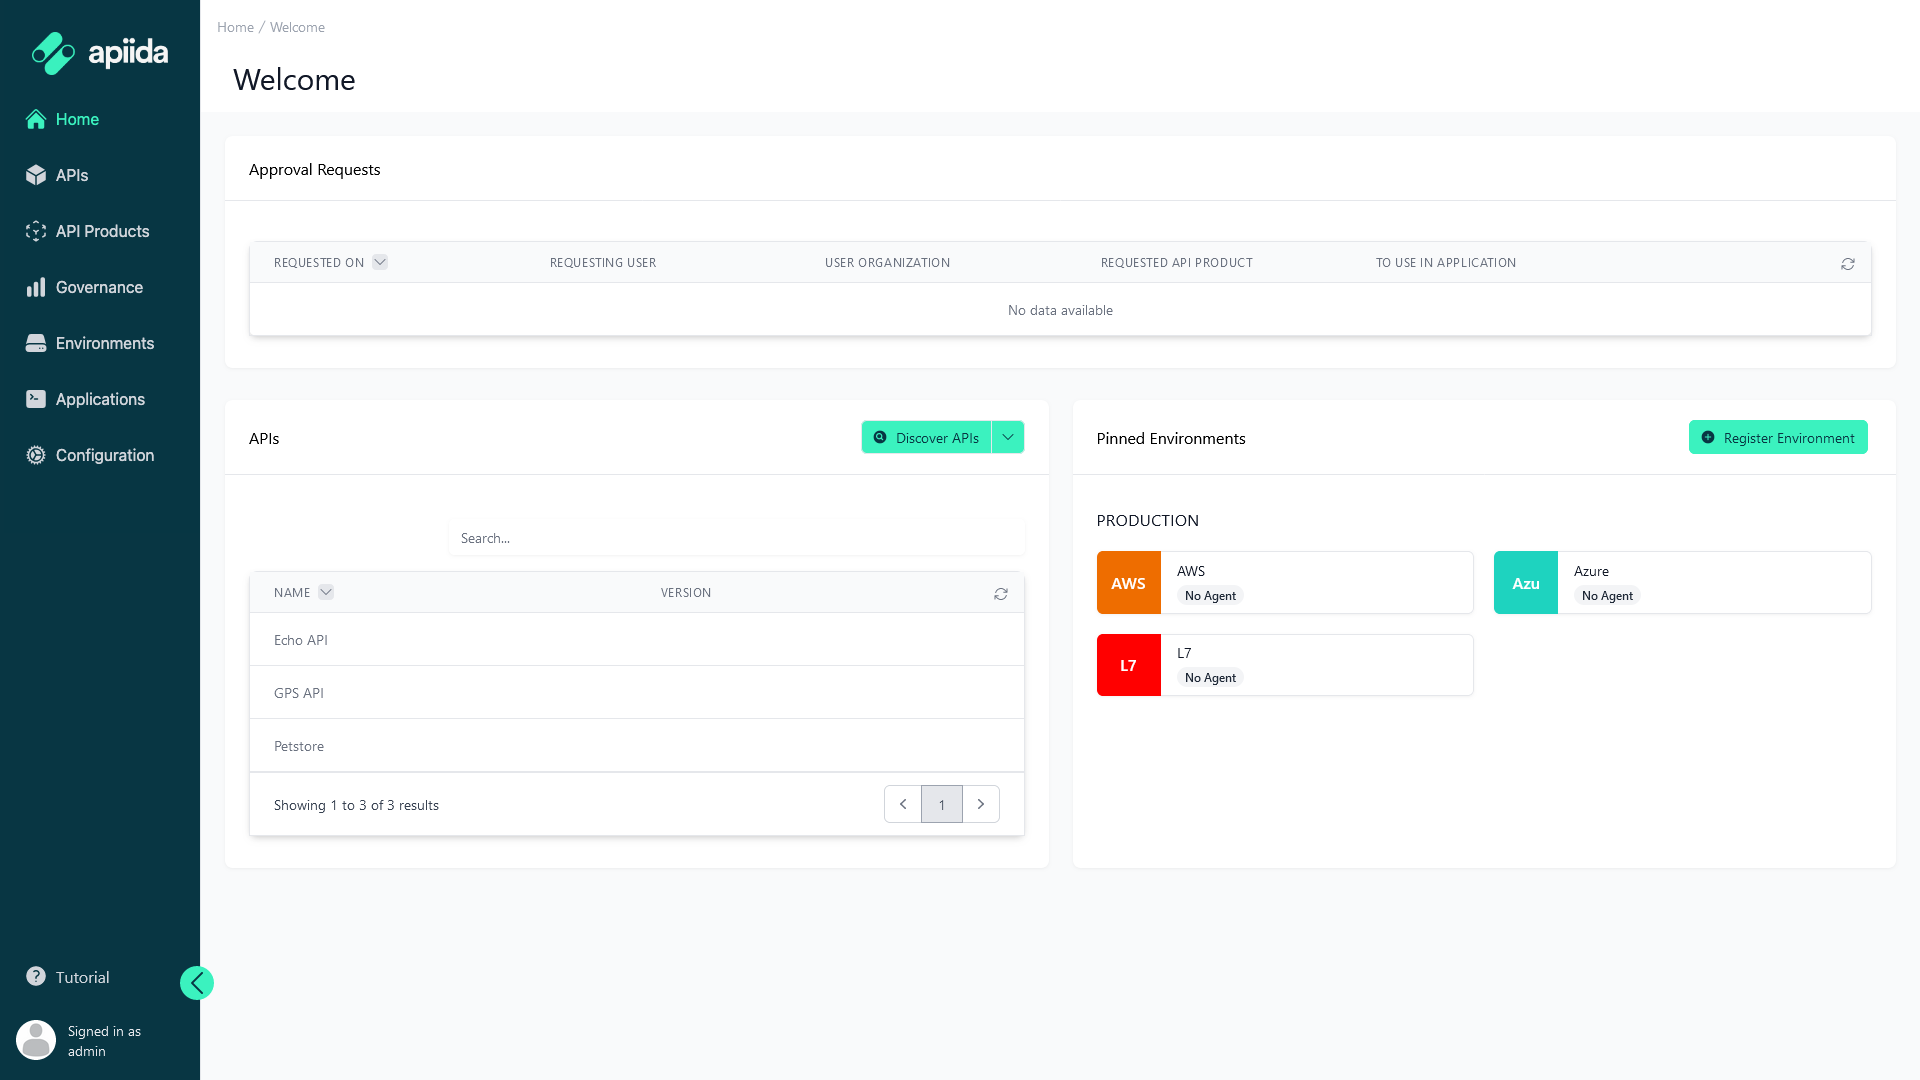 apiida
Home
APIs
API Products
Governance
Environments
Applications
Configuration
Tutorial
Signed in as
admin
Home / Welcome
Welcome
Approval Requests
REQUESTED ON REQUESTING USER USER ORGANIZATION REQUESTED API PRODUCT TO USE IN APPLICATION
No data available
APIs
Discover APIs
Search...
NAME VERSION
Echo API
GPS API
Petstore
Showing 1 to 3 of 3 results
1
Pinned Environments
Register Environment
PRODUCTION
AWS
AWS
No Agent
Azu
Azure
No Agent
L7
L7
No Agent